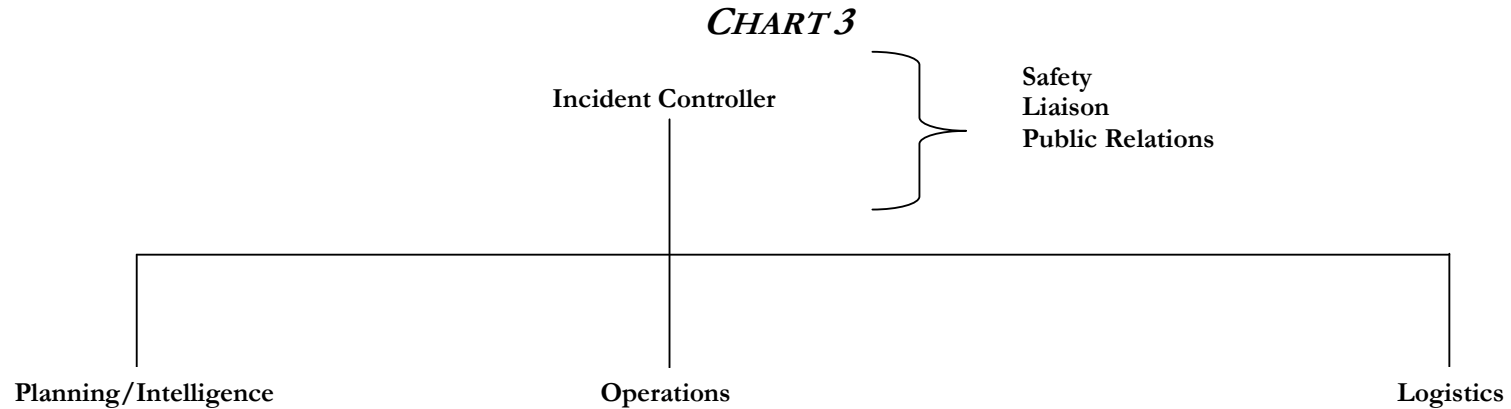 CHART 3
Incident Controller
Safety
Liaison
Public Relations
Planning/Intelligence
Operations
Logistics